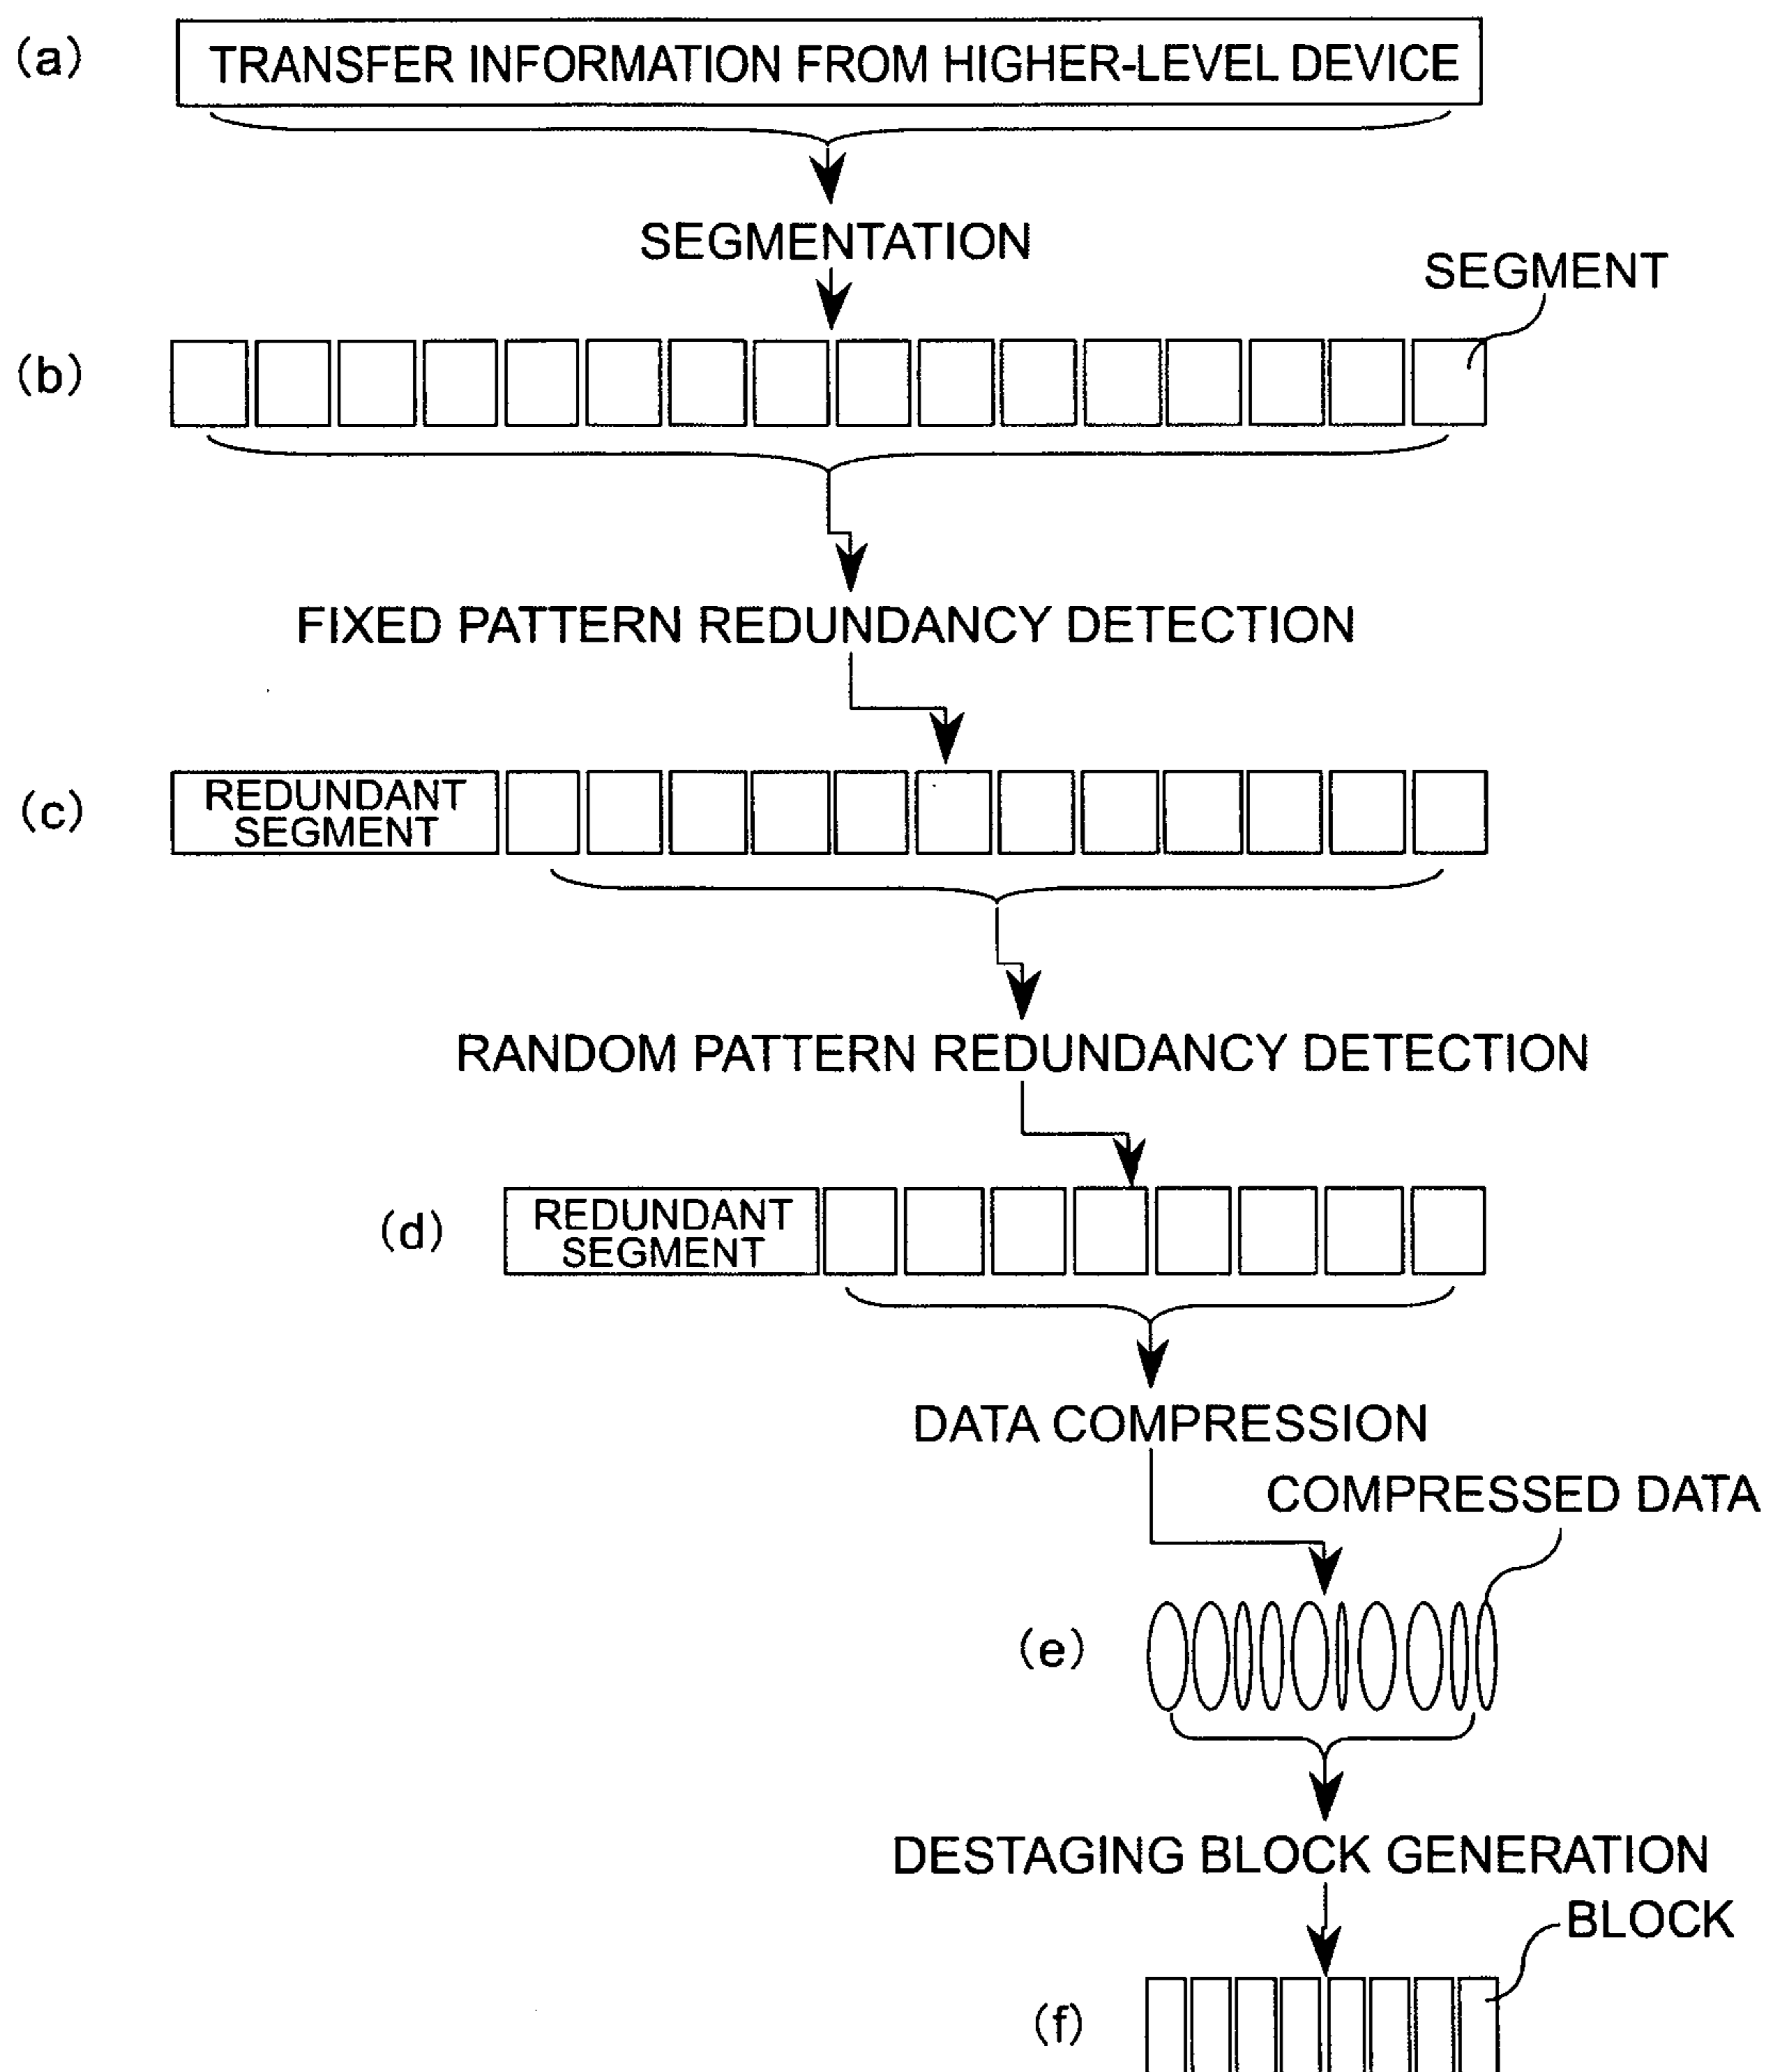 (a)
TRANSFER INFORMATION FROM HIGHER-LEVEL DEVICE
SEGMENTATION
SEGMENT
(b)
FIXED PATTERN REDUNDANCY DETECTION
(c)
REDUNDANT
SEGMENT
RANDOM PATTERN REDUNDANCY DETECTION
(d)
REDUNDANT
SEGMENT
DATA COMPRESSION
COMPRESSED DATA
(e)
DESTAGING BLOCK GENERATION
BLOCK
(f)